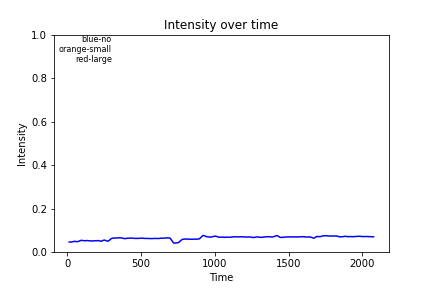 Intensity over time
blue-no
orange-small
red-large
1.0
0.8
0.6
0.4
0.2
0.0
Intensity
0 500 1000 1500 2000
Time